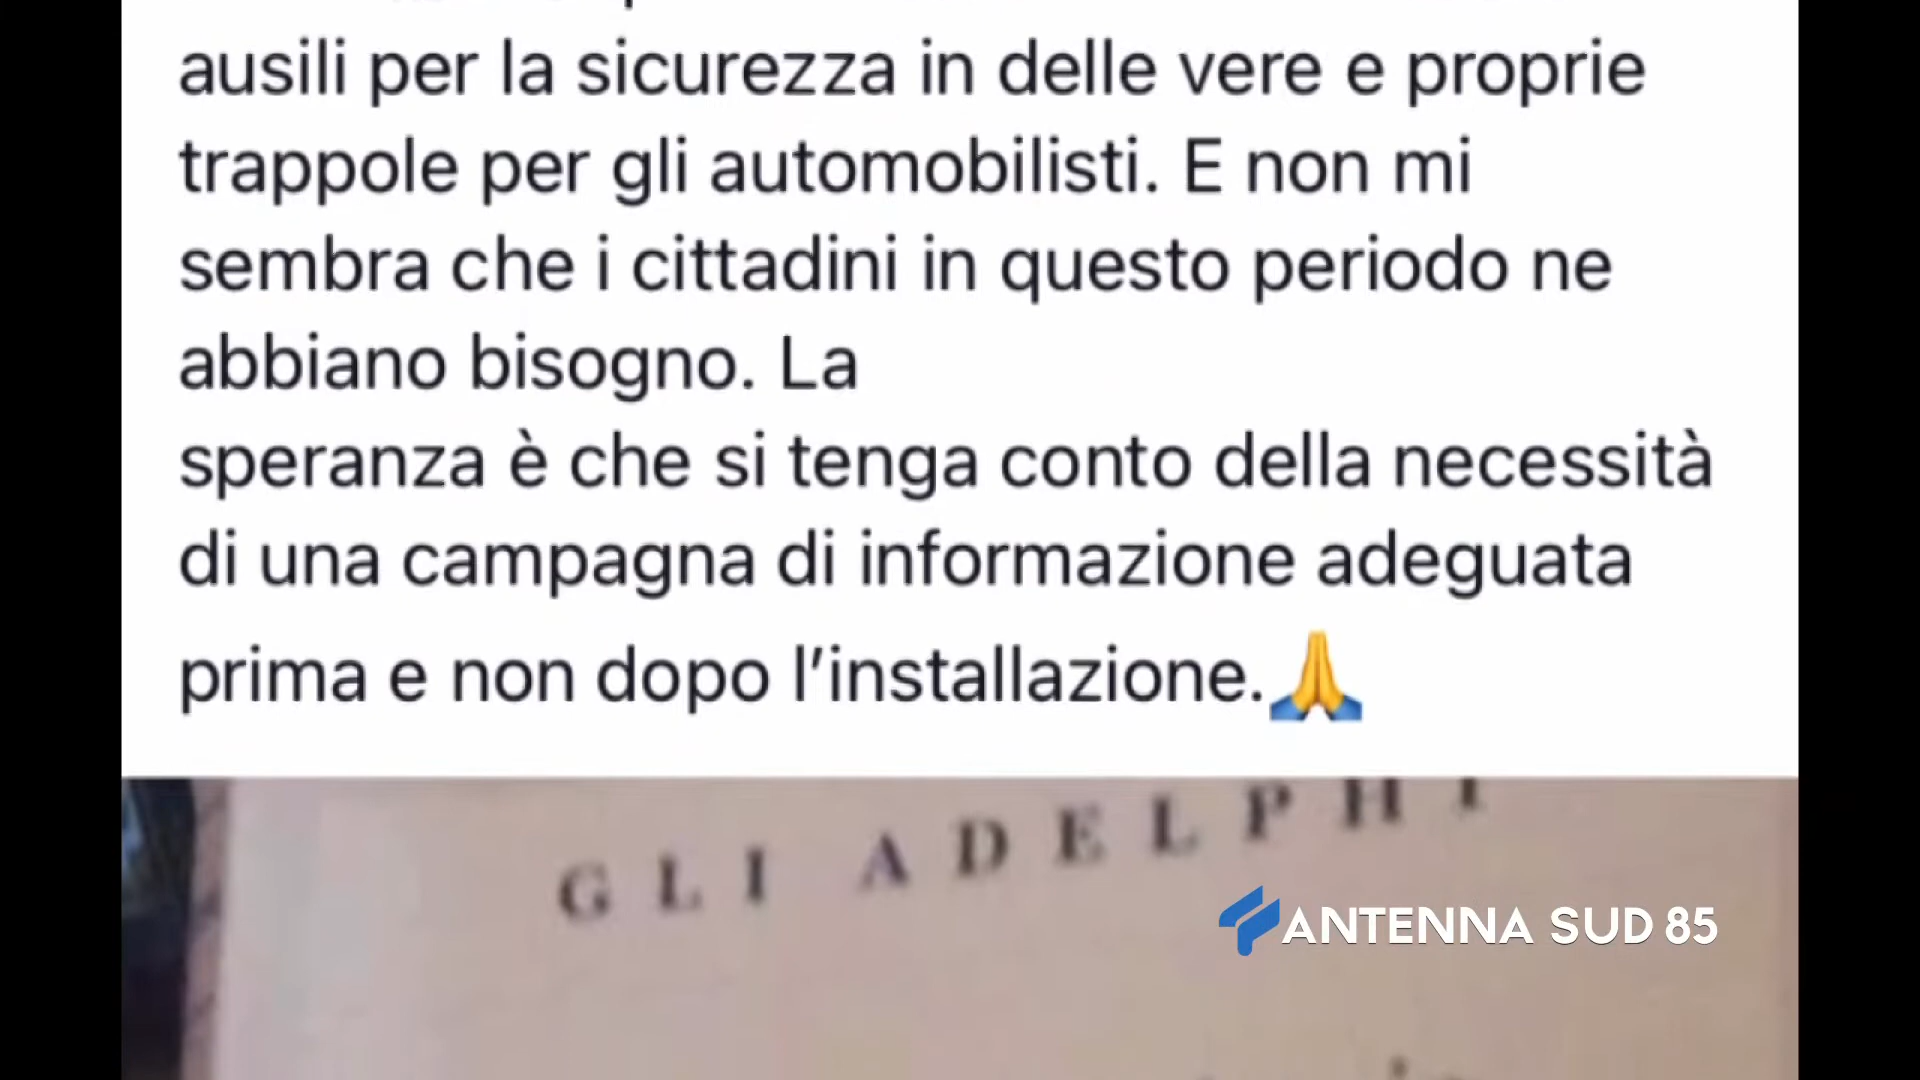 ausili per la sicurezza in delle vere e proprie
trappole per gli automobilisti. E non mi
sembra che i cittadini in questo periodo ne
abbiano bisogno. La
speranza è che si tenga conto della necessità
di una campagna di informazione adeguata
prima e non dopo l’installazione.🙏
GLI ADELPHI
ANTENNA SUD 85